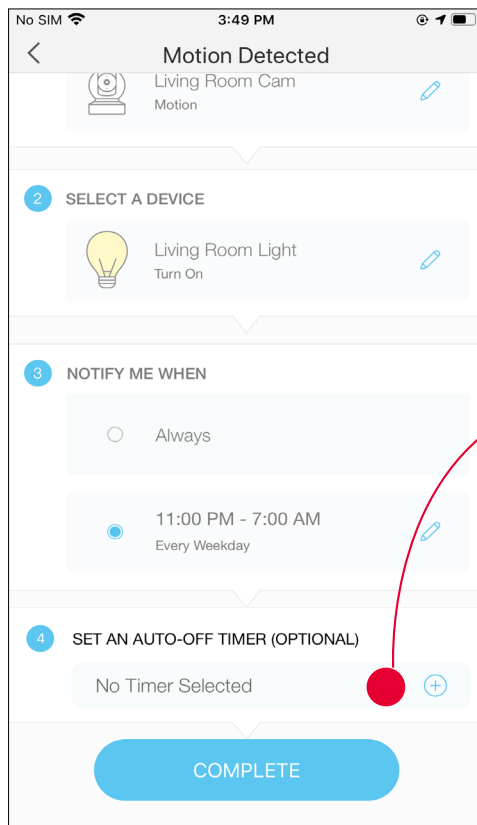 No SIM 3:49 PM
Motion Detected
Living Room Cam
Motion
2 SELECT A DEVICE
Living Room Light
Turn On
3 NOTIFY ME WHEN
Always
11:00 PM - 7:00 AM
Every Weekday
4 SET AN AUTO-OFF TIMER (OPTIONAL)
No Timer Selected
COMPLETE